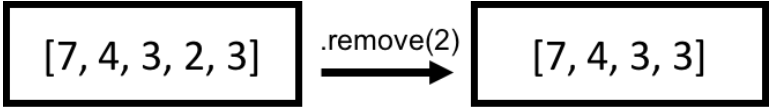 [7, 4, 3, 2, 3]
.remove(2)
[7, 4, 3, 3]